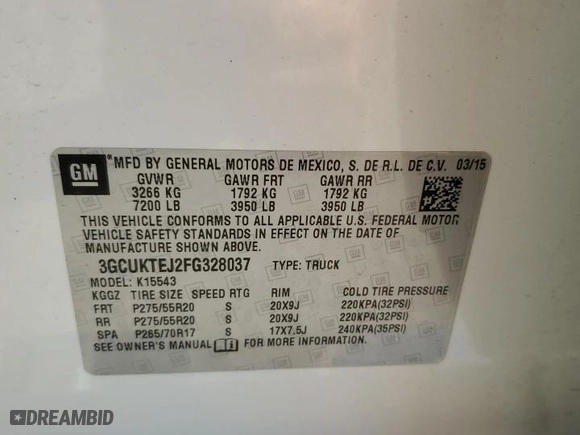 GM
MFD BY GENERAL MOTORS DE MEXICO, S. DE R.L. DE C.V. 03/15
GVWR GAWR FRT GAWR RR
3266 KG 1792 KG 1792 KG
7200 LB 3950 LB 3950 LB
THIS VEHICLE CONFORMS TO ALL APPLICABLE U.S. FEDERAL MOTOR
VEHICLE SAFETY STANDARDS IN EFFECT ON THE DATE OF
MANUFACTURE SHOWN ABOVE.
3GCUKTEJ2FG328037 TYPE: TRUCK
MODEL: K15543
KGGZ TIRE SIZE SPEED RTG RIM COLD TIRE PRESSURE
FRT P275/55R20 S 20X9J 220KPA(32PSI)
RR P275/55R20 S 20X9J 220KPA(32PSI)
SPA P265/70R17 S 17X7.5J 240KPA(35PSI)
SEE OWNER'S MANUAL FOR MORE INFORMATION.
DREAMBID